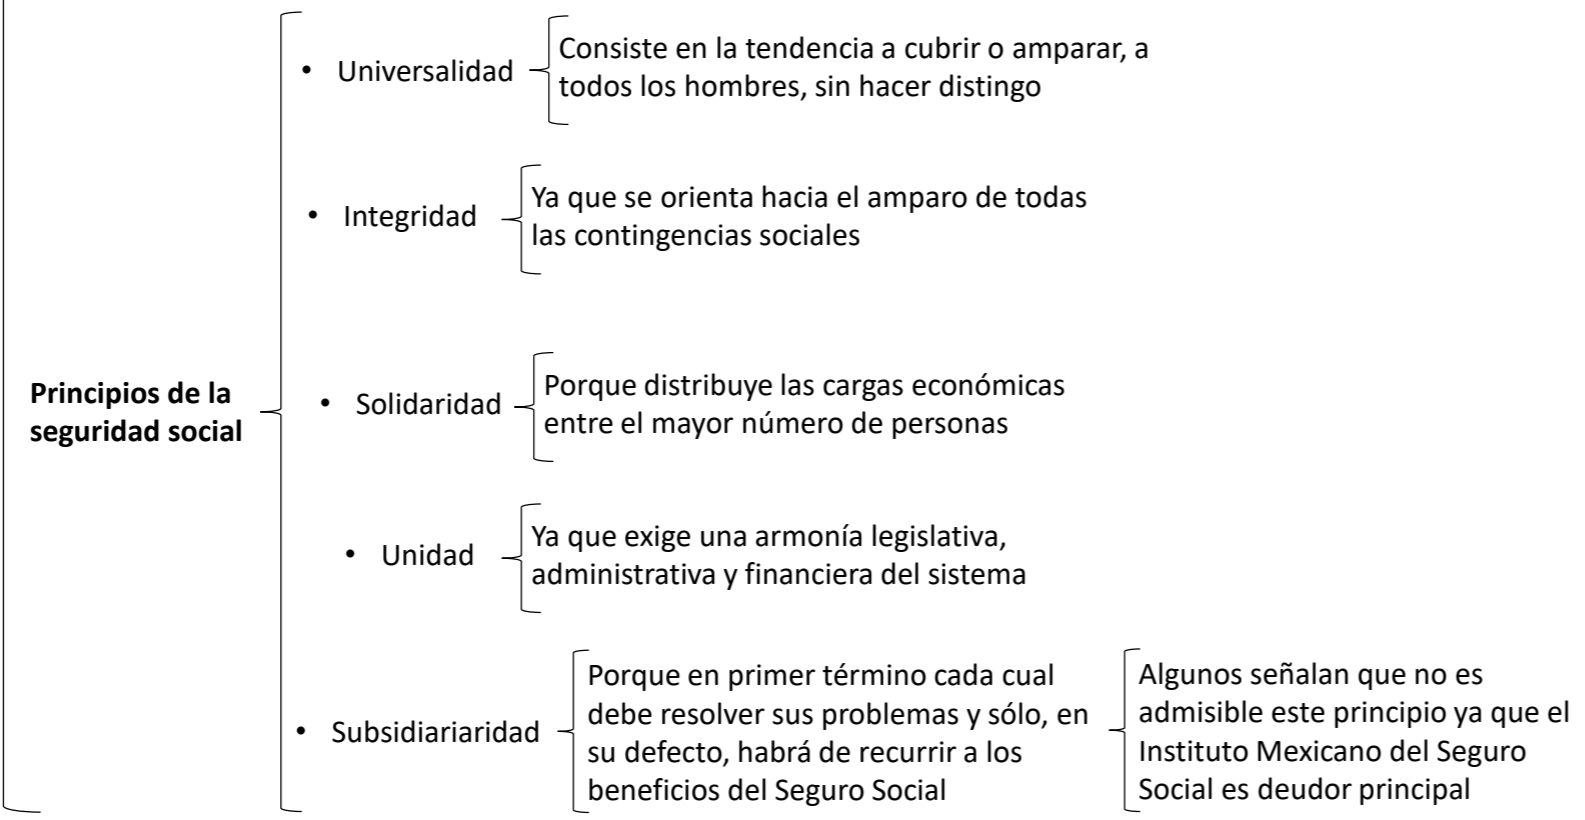 Principios de la
seguridad social
• Universalidad
Consiste en la tendencia a cubrir o amparar, a
todos los hombres, sin hacer distingo
• Integridad
Ya que se orienta hacia el amparo de todas
las contingencias sociales
• Solidaridad
Porque distribuye las cargas económicas
entre el mayor número de personas
• Unidad
Ya que exige una armonía legislativa,
administrativa y financiera del sistema
• Subsidiariaridad
Porque en primer término cada cual
debe resolver sus problemas y sólo, en
su defecto, habrá de recurrir a los
beneficios del Seguro Social
Algunos señalan que no es
admisible este principio ya que el
Instituto Mexicano del Seguro
Social es deudor principal